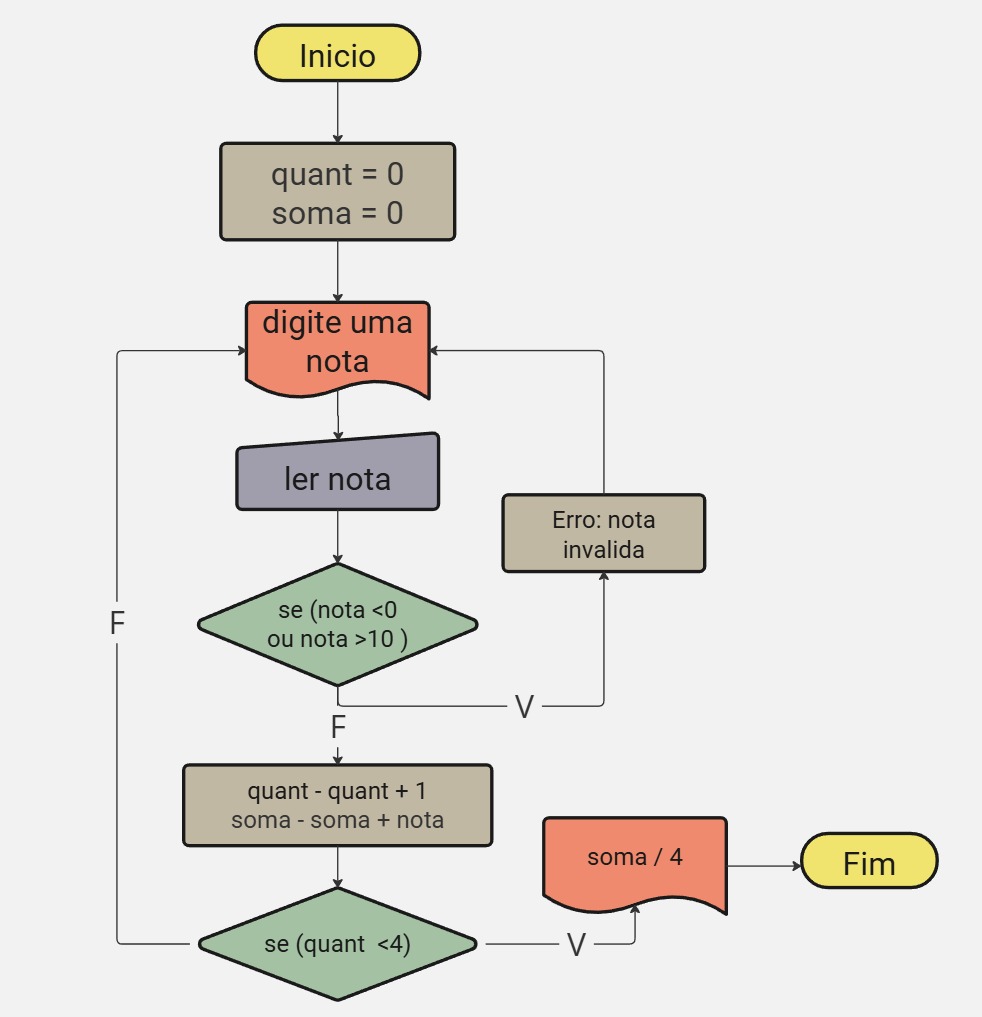 Inicio
quant = 0
soma = 0
digite uma
nota
ler nota
Erro: nota
invalida
se (nota <0
ou nota >10 )
F
V
F
quant - quant + 1
soma - soma + nota
soma / 4
Fim
se (quant  <4)
V